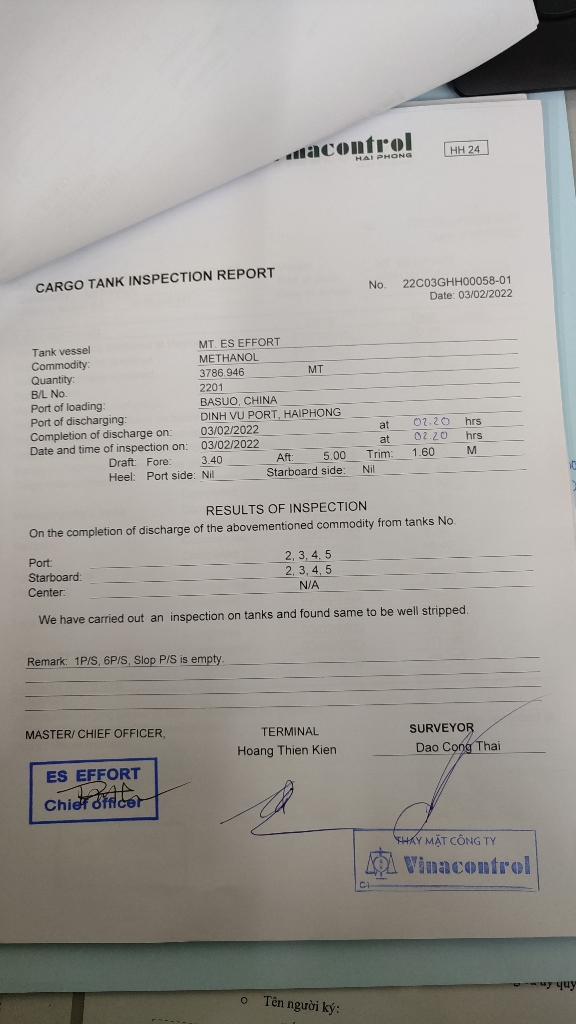 nacontrol
HAI PHONG
HH 24
CARGO TANK INSPECTION REPORT
No. 22C03GHH00058-01
Date: 03/02/2022
Tank vessel MT. ES EFFORT
Commodity: METHANOL
Quantity: 3786.946 MT
B/L No. 2201
Port of loading: BASUO, CHINA
Port of discharging: DINH VU PORT, HAIPHONG
Completion of discharge on: 03/02/2022 at 02.20 hrs
Date and time of inspection on: 03/02/2022 at 02.20 hrs
Draft: Fore: 3.40 Aft: 5.00 Trim: 1.60 M
Heel: Port side: Nil Starboard side: Nil
RESULTS OF INSPECTION
On the completion of discharge of the abovementioned commodity from tanks No.
Port: 2, 3, 4, 5
Starboard: 2, 3, 4, 5
Center: N/A
We have carried out an inspection on tanks and found same to be well stripped.
Remark: 1P/S, 6P/S, Slop P/S is empty.
MASTER/ CHIEF OFFICER, TERMINAL SURVEYOR
Hoang Thien Kien Dao Cong Thai
ES EFFORT
Chief officer
THAY MẶT CÔNG TY
Vinacontrol
C1
o Tên người ký: